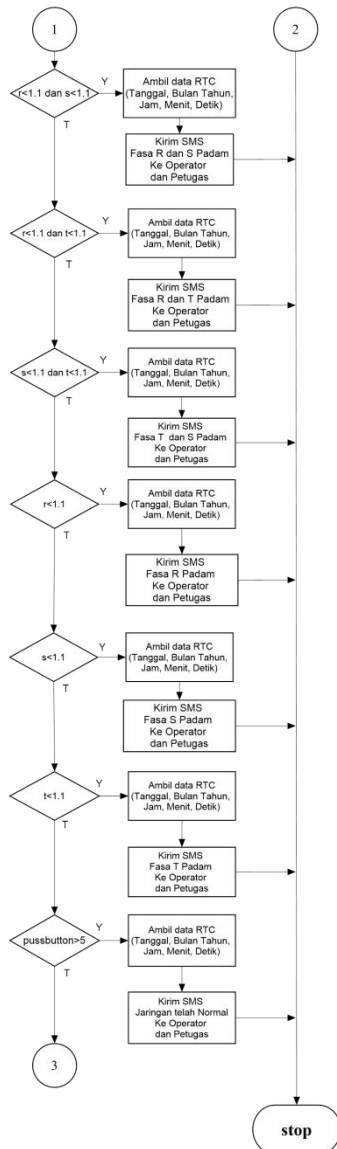 1
2
r<1.1 dan s<1.1
Y
T
Ambil data RTC
(Tanggal, Bulan Tahun,
Jam, Menit, Detik)
Kirim SMS
Fasa R dan S Padam
Ke Operator
dan Petugas
r<1.1 dan t<1.1
Y
T
Ambil data RTC
(Tanggal, Bulan Tahun,
Jam, Menit, Detik)
Kirim SMS
Fasa R dan T Padam
Ke Operator
dan Petugas
s<1.1 dan t<1.1
Y
T
Ambil data RTC
(Tanggal, Bulan Tahun,
Jam, Menit, Detik)
Kirim SMS
Fasa T dan S Padam
Ke Operator
dan Petugas
r<1.1
Y
T
Ambil data RTC
(Tanggal, Bulan Tahun,
Jam, Menit, Detik)
Kirim SMS
Fasa R Padam
Ke Operator
dan Petugas
s<1.1
Y
T
Ambil data RTC
(Tanggal, Bulan Tahun,
Jam, Menit, Detik)
Kirim SMS
Fasa S Padam
Ke Operator
dan Petugas
t<1.1
Y
T
Ambil data RTC
(Tanggal, Bulan Tahun,
Jam, Menit, Detik)
Kirim SMS
Fasa T Padam
Ke Operator
dan Petugas
pussbutton>5
Y
T
Ambil data RTC
(Tanggal, Bulan Tahun,
Jam, Menit, Detik)
Kirim SMS
Jaringan telah Normal
Ke Operator
dan Petugas
3
stop